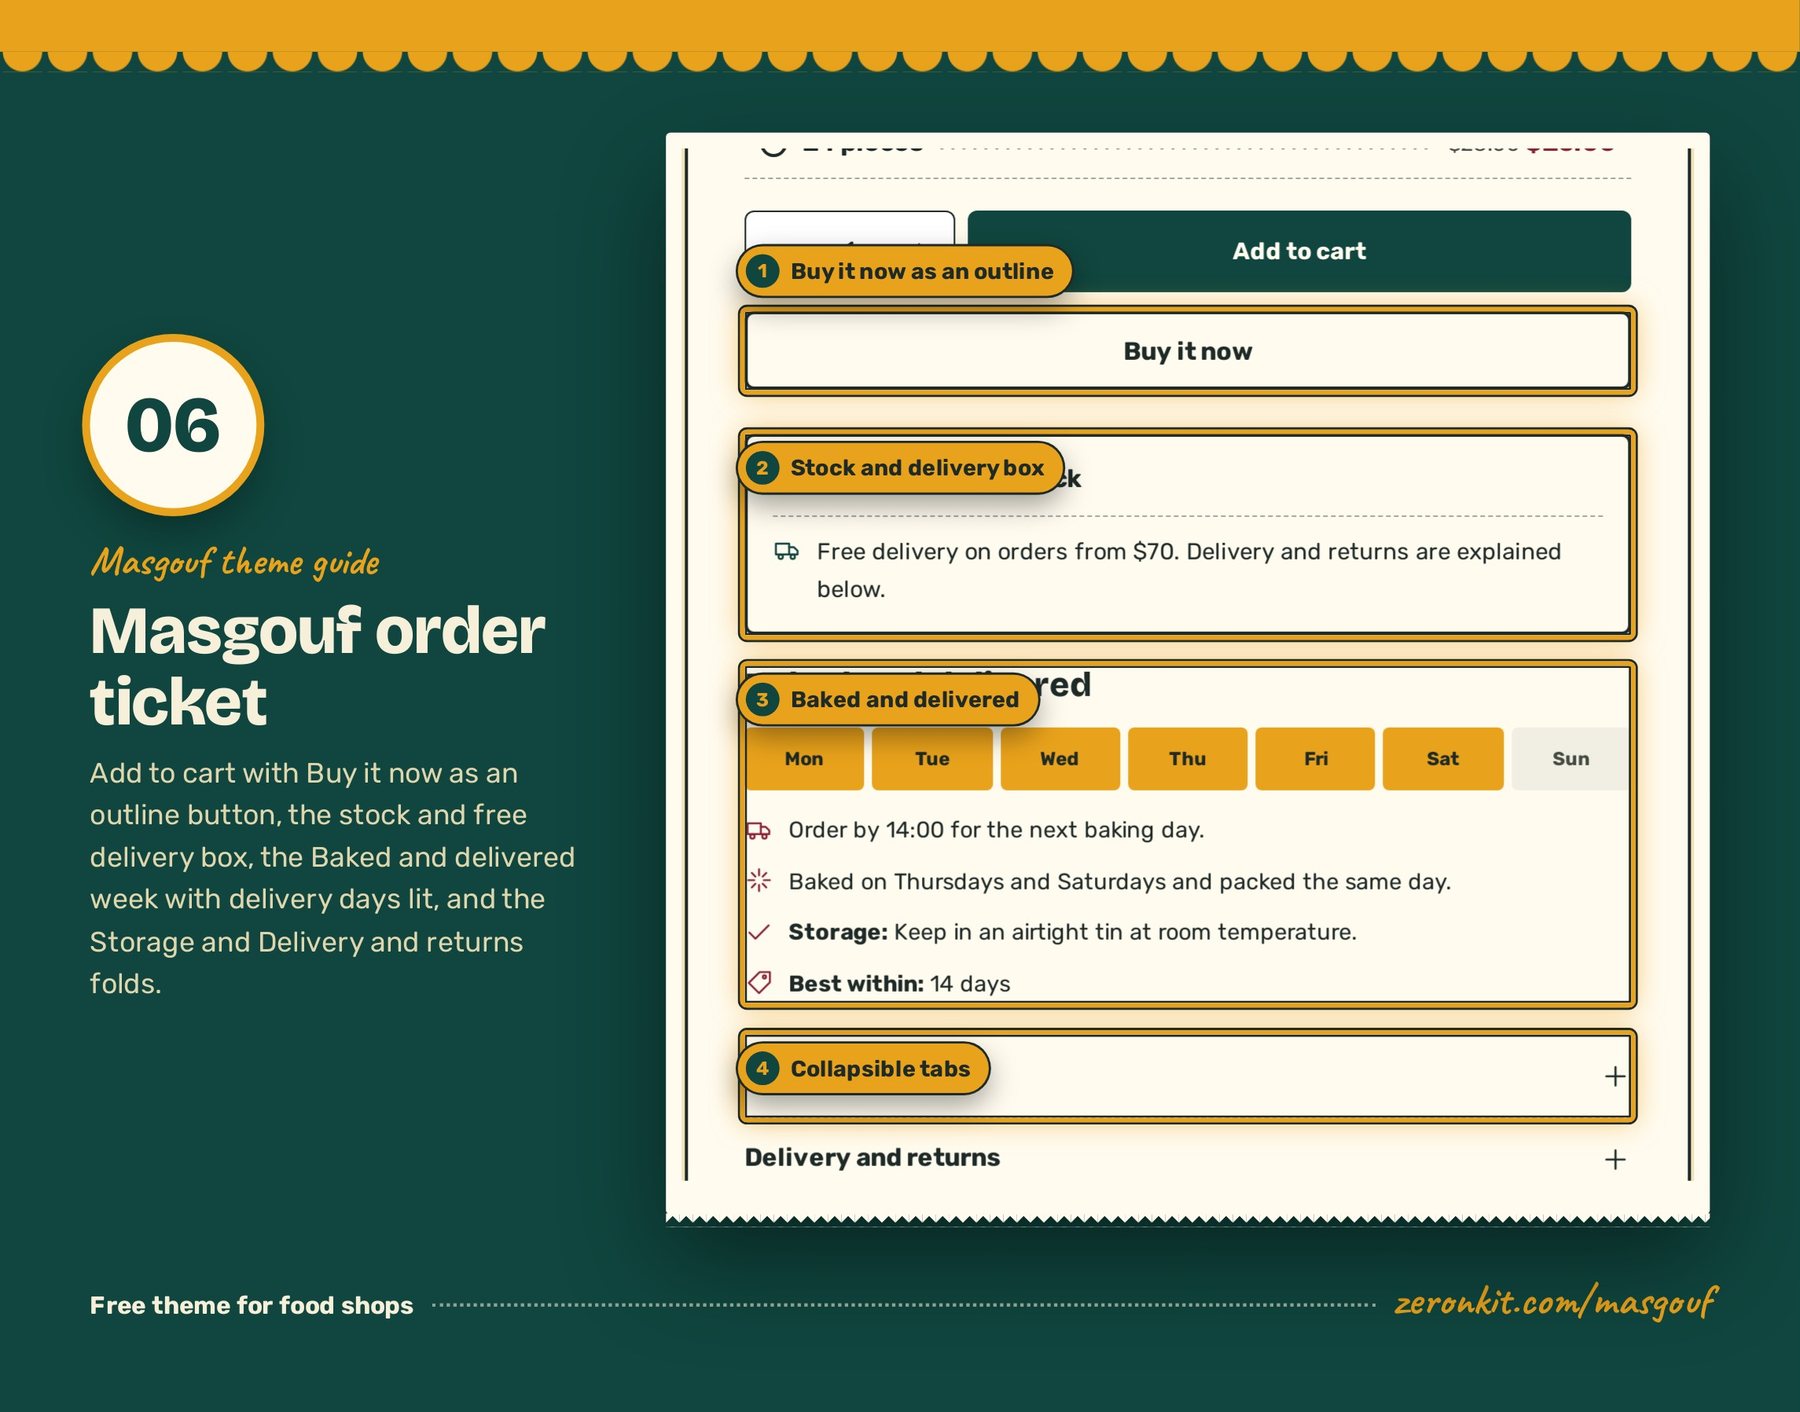 06
Masgouf theme guide
Masgouf order
ticket
Add to cart with Buy it now as an
outline button, the stock and free
delivery box, the Baked and delivered
week with delivery days lit, and the
Storage and Delivery and returns
folds.
Add to cart
1 Buy it now as an outline
Buy it now
2 Stock and delivery box
Free delivery on orders from $70. Delivery and returns are explained
below.
3 Baked and delivered
Mon Tue Wed Thu Fri Sat Sun
Order by 14:00 for the next baking day.
Baked on Thursdays and Saturdays and packed the same day.
Storage: Keep in an airtight tin at room temperature.
Best within: 14 days
4 Collapsible tabs
Delivery and returns
Free theme for food shops
zeronkit.com/masgouf